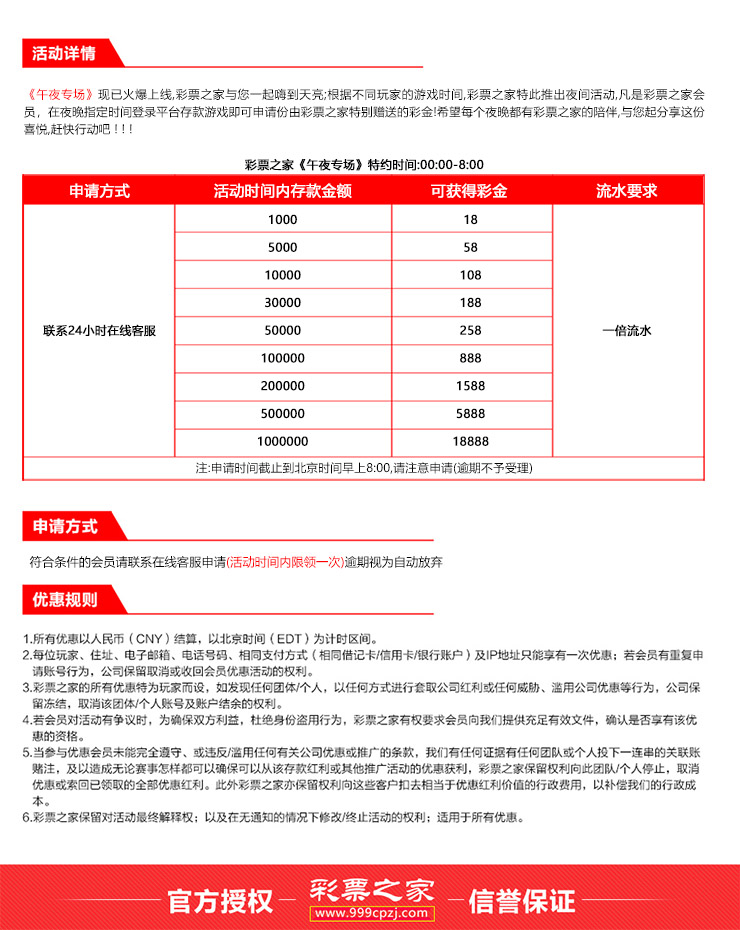 活动详情
《午夜专场》现已火爆上线,彩票之家与您一起嗨到天亮;根据不同玩家的游戏时间,彩票之家特此推出夜间活动,凡是彩票之家会
员，在夜晚指定时间登录平台存款游戏即可申请份由彩票之家特别赠送的彩金!希望每个夜晚都有彩票之家的陪伴,与您起分享这份
喜悦,赶快行动吧 ! ! !
彩票之家《午夜专场》特约时间:00:00-8:00
申请方式 活动时间内存款金额 可获得彩金 流水要求
1000 18
5000 58
10000 108
30000 188
联系24小时在线客服 50000 258 一倍流水
100000 888
200000 1588
500000 5888
1000000 18888
注:申请时间截止到北京时间早上8:00,请注意申请(逾期不予受理)
申请方式
符合条件的会员请联系在线客服申请(活动时间内限领一次)逾期视为自动放弃
优惠规则
1.所有优惠以人民币（CNY）结算，以北京时间（EDT）为计时区间。
2.每位玩家、住址、电子邮箱、电话号码、相同支付方式（相同借记卡/信用卡/银行账户）及IP地址只能享有一次优惠；若会员有重复申
请账号行为，公司保留取消或收回会员优惠活动的权利。
3.彩票之家的所有优惠特为玩家而设，如发现任何团体/个人，以任何方式进行套取公司红利或任何威胁、滥用公司优惠等行为，公司保
留冻结，取消该团体/个人账号及账户结余的权利。
4.若会员对活动有争议时，为确保双方利益，杜绝身份盗用行为，彩票之家有权要求会员向我们提供充足有效文件，确认是否享有该优
惠的资格。
5.当参与优惠会员未能完全遵守、或违反/滥用任何有关公司优惠或推广的条款，我们有任何证据有任何团队或个人投下一连串的关联账
赌注，及以造成无论赛事怎样都可以确保可以从该存款红利或其他推广活动的优惠获利，彩票之家保留权利向此团队/个人停止，取消
优惠或索回已领取的全部优惠红利。此外彩票之家亦保留权利向这些客户扣去相当于优惠红利价值的行政费用，以补偿我们的行政成
本。
6.彩票之家保留对活动最终解释权；以及在无通知的情况下修改/终止活动的权利；适用于所有优惠。
官方授权 彩票之家 信誉保证
www.999cpzj.com